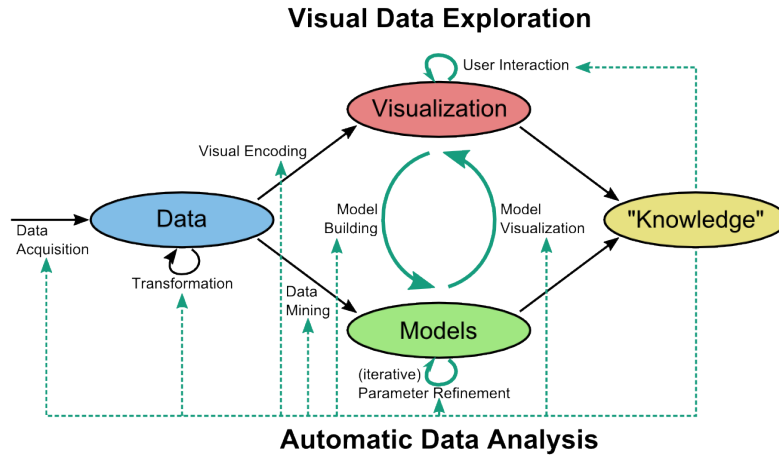 Visual Data Exploration
User Interaction
Visualization
Visual Encoding
Data
Model
Building
Model
Visualization
"Knowledge"
Data
Acquisition
Transformation
Data
Mining
Models
(iterative)
Parameter Refinement
Automatic Data Analysis